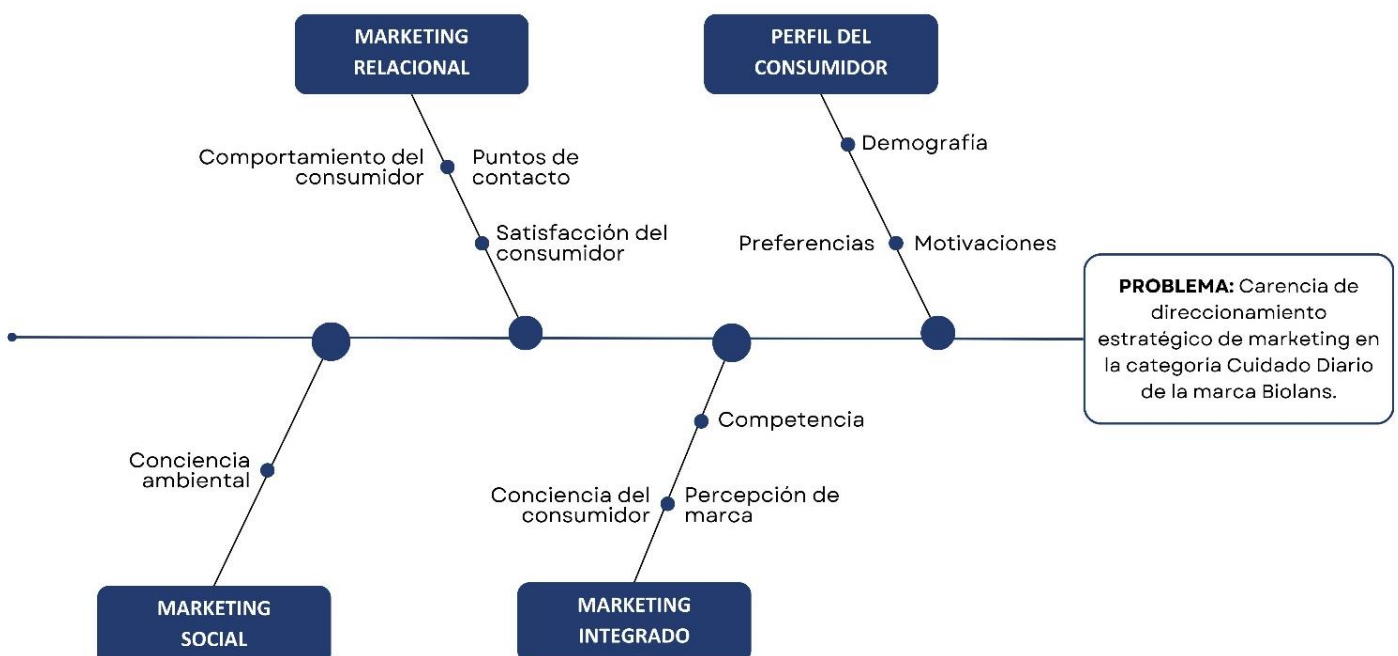 MARKETING
RELACIONAL
PERFIL DEL
CONSUMIDOR
Comportamiento del
consumidor
Puntos de
contacto
Satisfacción del
consumidor
Demografía
Preferencias
Motivaciones
PROBLEMA: Carencia de
direccionamiento
estratégico de marketing en
la categoría Cuidado Diario
de la marca Biolans.
Conciencia
ambiental
Competencia
Conciencia del
consumidor
Percepción de
marca
MARKETING
SOCIAL
MARKETING
INTEGRADO